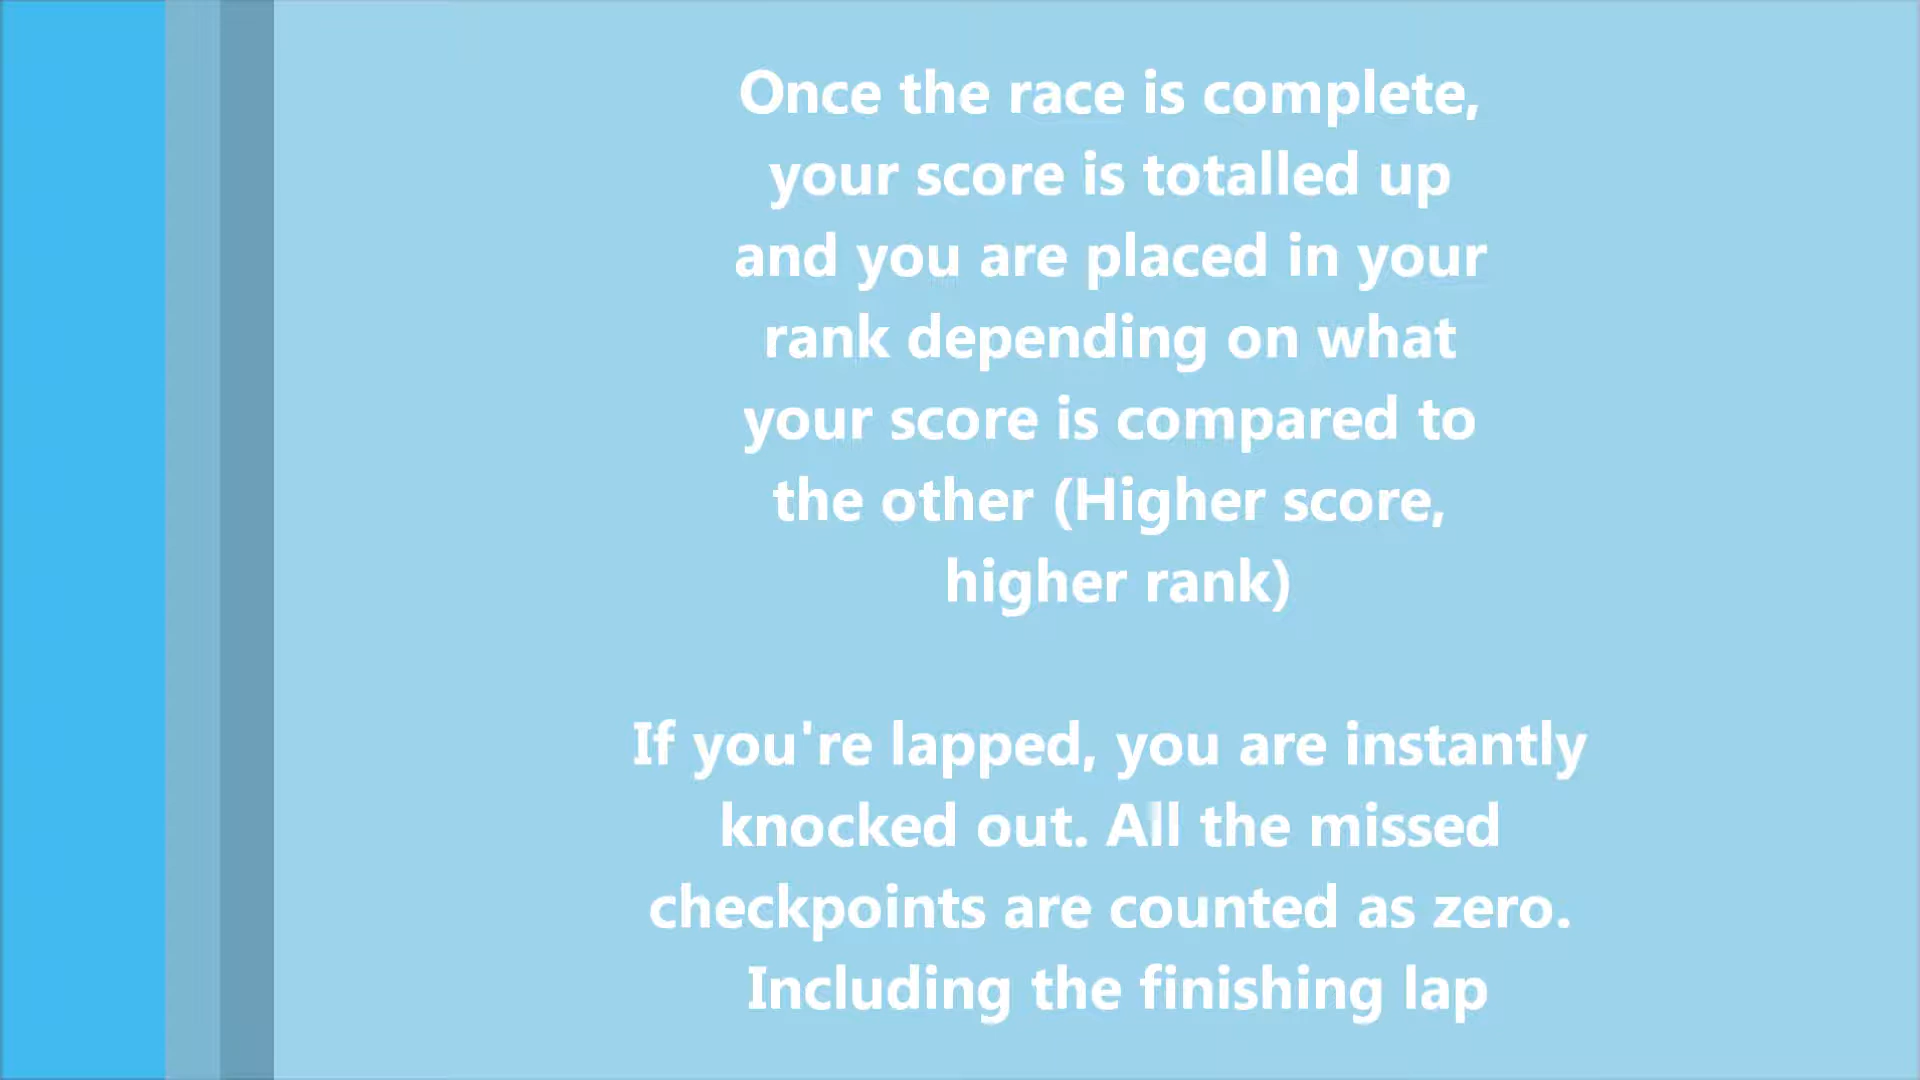 Once the race is complete,
your score is totalled up
and you are placed in your
rank depending on what
your score is compared to
the other (Higher score,
higher rank)
If you're lapped, you are instantly
knocked out. All the missed
checkpoints are counted as zero.
Including the finishing lap